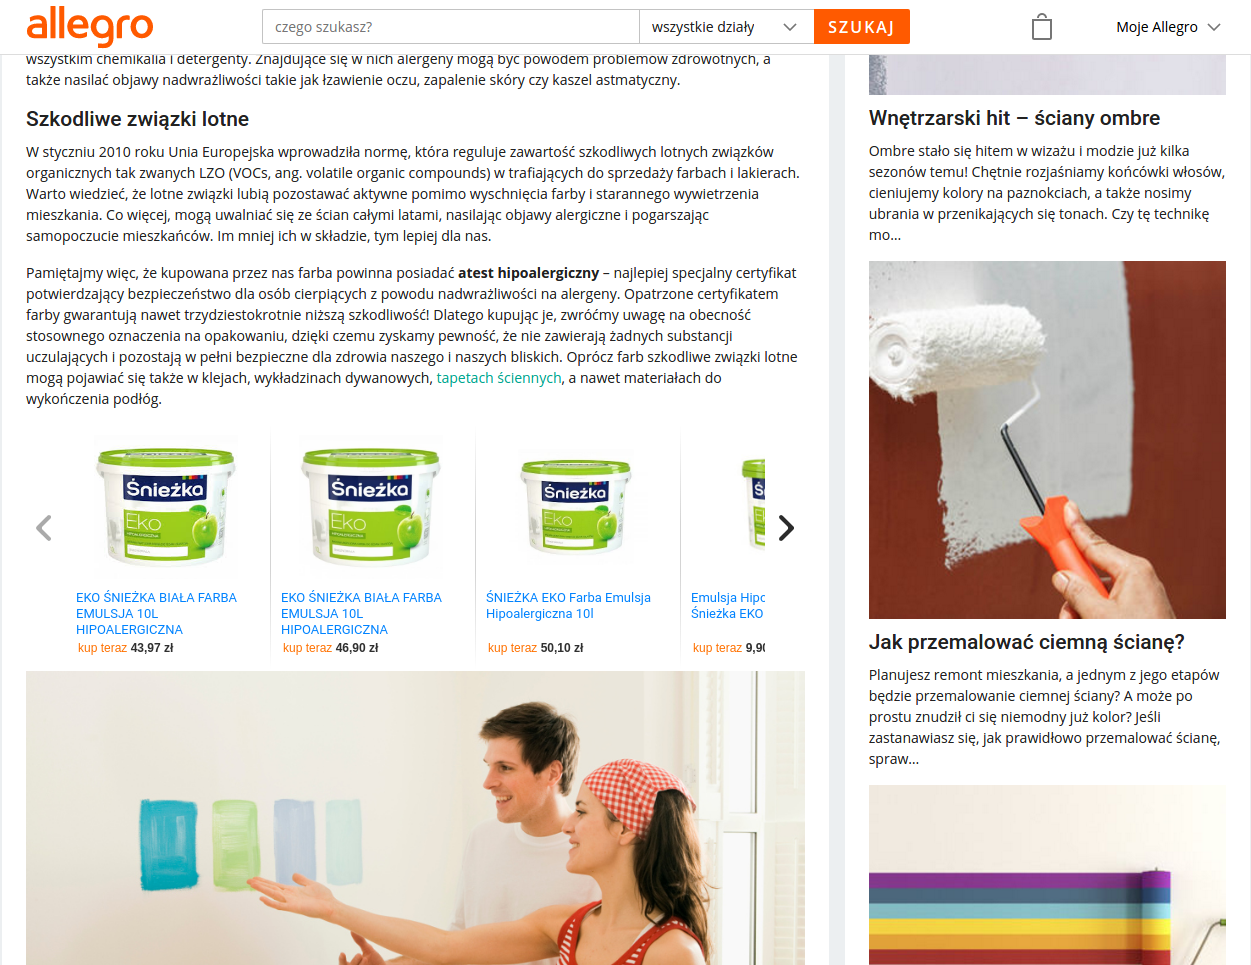 allegro
czego szukasz?
wszystkie działy
SZUKAJ
Moje Allegro
wszystkim chemikalia i detergenty. Znajdujące się w nich alergeny mogą być powodem problemów zdrowotnych, a
także nasilać objawy nadwrażliwości takie jak łzawienie oczu, zapalenie skóry czy kaszel astmatyczny.
Szkodliwe związki lotne
W styczniu 2010 roku Unia Europejska wprowadziła normę, która reguluje zawartość szkodliwych lotnych związków
organicznych tak zwanych LZO (VOCs, ang. volatile organic compounds) w trafiających do sprzedaży farbach i lakierach.
Warto wiedzieć, że lotne związki lubią pozostawać aktywne pomimo wyschnięcia farby i starannego wywietrzenia
mieszkania. Co więcej, mogą uwalniać się ze ścian całymi latami, nasilając objawy alergiczne i pogarszając
samopoczucie mieszkańców. Im mniej ich w składzie, tym lepiej dla nas.
Pamiętajmy więc, że kupowana przez nas farba powinna posiadać atest hipoalergiczny – najlepiej specjalny certyfikat
potwierdzający bezpieczeństwo dla osób cierpiących z powodu nadwrażliwości na alergeny. Opatrzone certyfikatem
farby gwarantują nawet trzydziestokrotnie niższą szkodliwość! Dlatego kupując je, zwróćmy uwagę na obecność
stosownego oznaczenia na opakowaniu, dzięki czemu zyskamy pewność, że nie zawierają żadnych substancji
uczulających i pozostają w pełni bezpieczne dla zdrowia naszego i naszych bliskich. Oprócz farb szkodliwe związki lotne
mogą pojawiać się także w klejach, wykładzinach dywanowych, tapetach ściennych, a nawet materiałach do
wykończenia podłóg.
Śnieżka
Eko
Śnieżka
Eko
Śnieżka
Eko
EKO ŚNIEŻKA BIAŁA FARBA
EMULSJA 10L
HIPOALERGICZNA
kup teraz 43,97 zł
EKO ŚNIEŻKA BIAŁA FARBA
EMULSJA 10L
HIPOALERGICZNA
kup teraz 46,90 zł
ŚNIEŻKA EKO Farba Emulsja
Hipoalergiczna 10l
kup teraz 50,10 zł
Emulsja Hipo
Śnieżka EKO
kup teraz 9,90
Wnętrzarski hit – ściany ombre
Ombre stało się hitem w wizażu i modzie już kilka
sezonów temu! Chętnie rozjaśniamy końcówki włosów,
cieniujemy kolory na paznokciach, a także nosimy
ubrania w przenikających się tonach. Czy tę technikę
mo...
Jak przemalować ciemną ścianę?
Planujesz remont mieszkania, a jednym z jego etapów
będzie przemalowanie ciemnej ściany? A może po
prostu znudził ci się niemodny już kolor? Jeśli
zastanawiasz się, jak prawidłowo przemalować ścianę,
spraw...